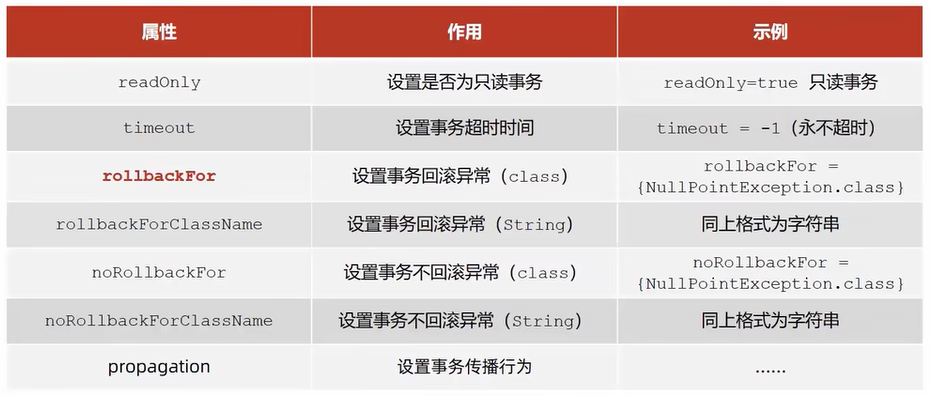 属性 作用 示例
readOnly 设置是否为只读事务 readOnly=true 只读事务
timeout 设置事务超时时间 timeout = -1（永不超时）
rollbackFor 设置事务回滚异常（class） rollbackFor =
{NullPointException.class}
rollbackForClassName 设置事务回滚异常（String） 同上格式为字符串
noRollbackFor 设置事务不回滚异常（class） noRollbackFor =
{NullPointException.class}
noRollbackForClassName 设置事务不回滚异常（String） 同上格式为字符串
propagation 设置事务传播行为 ……